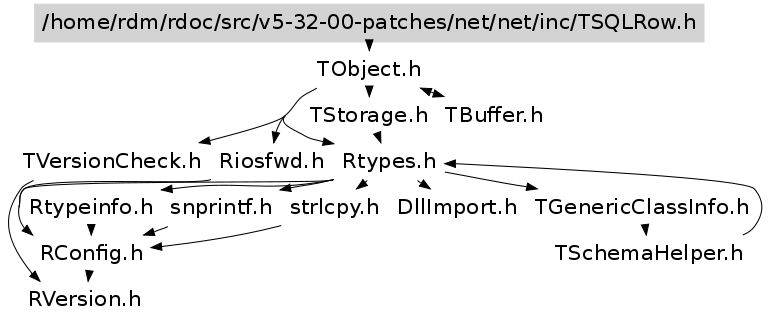 /home/rdm/rdoc/src/v5-32-00-patches/net/net/inc/TSQLRow.h
TObject.h
TStorage.h TBuffer.h
TVersionCheck.h Riosfwd.h Rtypes.h
Rtypeinfo.h snprintf.h strlcpy.h DllImport.h TGenericClassInfo.h
RConfig.h TSchemaHelper.h
RVersion.h